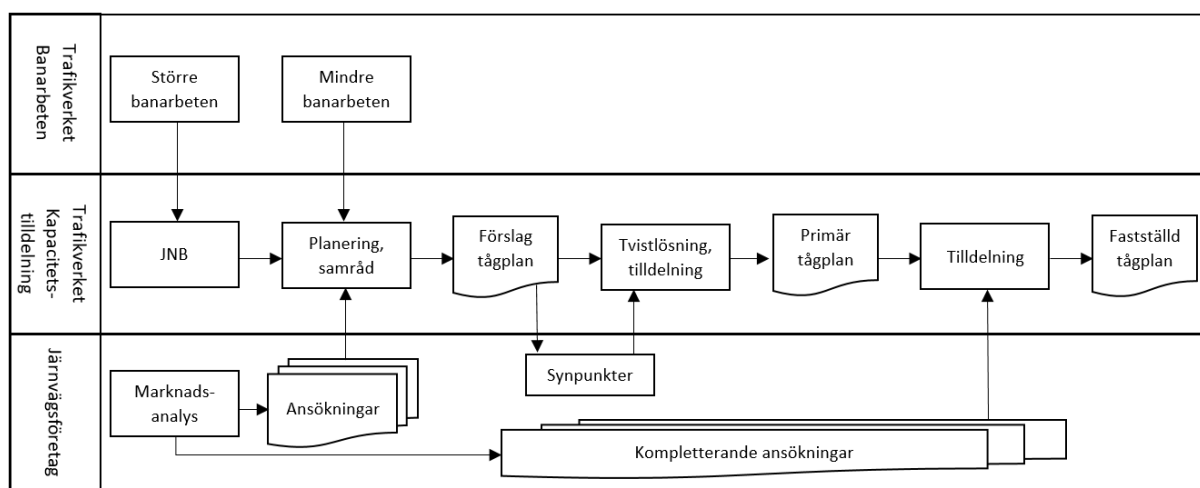 Trafikverket
Banarbeten
Större
banarbeten
Mindre
banarbeten
Trafikverket
Kapacitets-
tilldelning
JNB
Planering,
samråd
Förslag
tågplan
Tvistlösning,
tilldelning
Primär
tågplan
Tilldelning
Fastställd
tågplan
Järnvägsföretag
Marknads-
analys
Ansökningar
Synpunkter
Kompletterande ansökningar